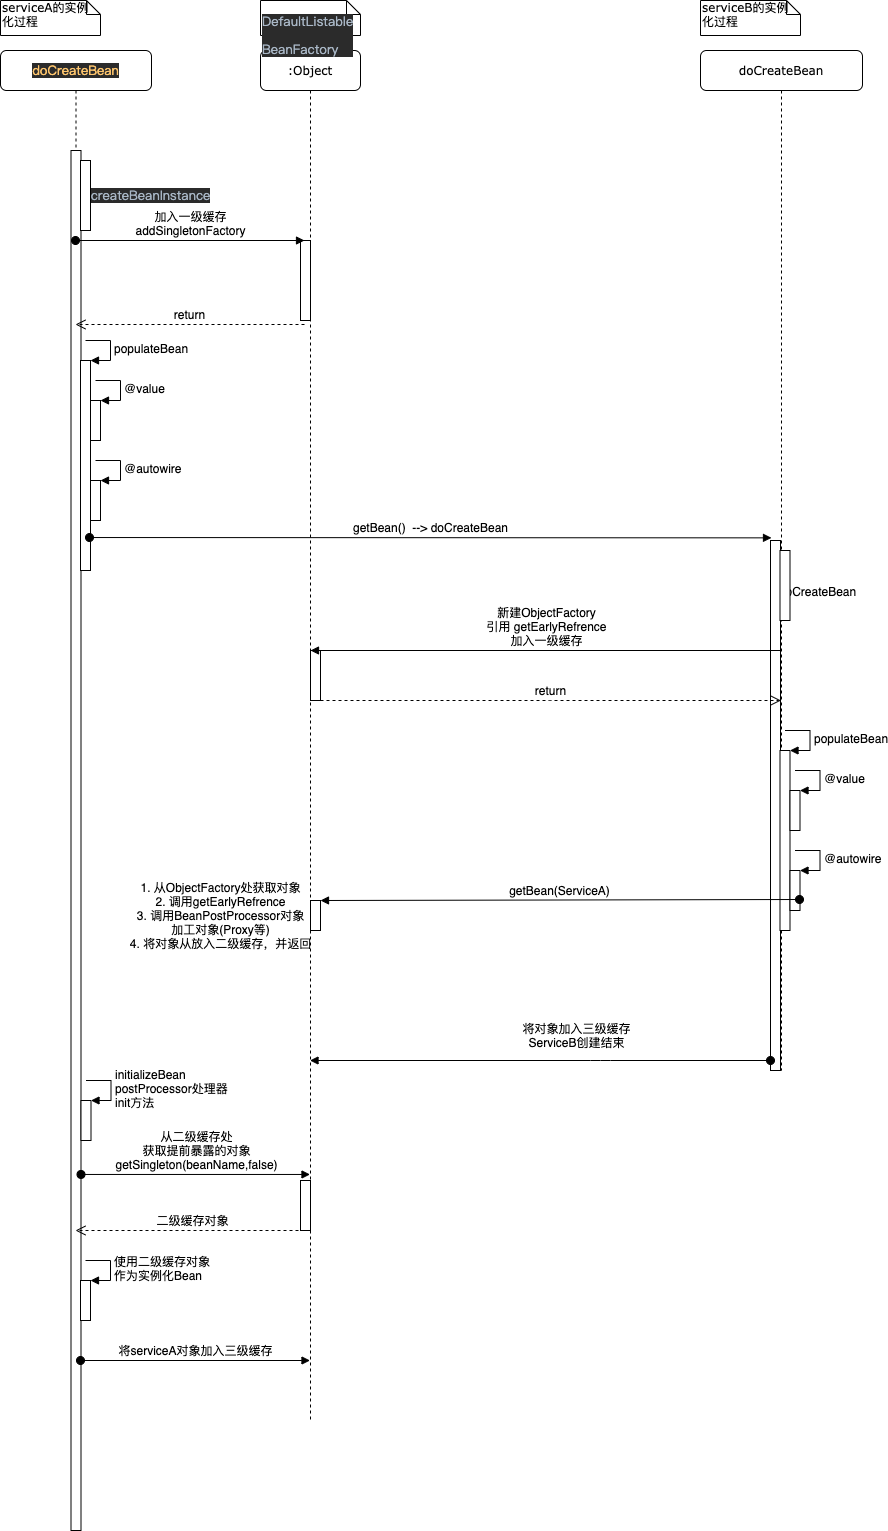 serviceA的实例
化过程
DefaultListable
BeanFactory
serviceB的实例
化过程
doCreateBean
:Object
doCreateBean
createBeanInstance
加入一级缓存
addSingletonFactory
return
populateBean
@value
@autowire
getBean()  --> doCreateBean
CreateBean
新建ObjectFactory
引用 getEarlyRefrence
加入一级缓存
return
populateBean
@value
@autowire
getBean(ServiceA)
1. 从ObjectFactory处获取对象
2. 调用getEarlyRefrence
3. 调用BeanPostProcessor对象
加工对象(Proxy等)
4. 将对象从放入二级缓存，并返回
将对象加入三级缓存
ServiceB创建结束
initializeBean
postProcessor处理器
init方法
从二级缓存处
获取提前暴露的对象
getSingleton(beanName,false)
二级缓存对象
使用二级缓存对象
作为实例化Bean
将serviceA对象加入三级缓存